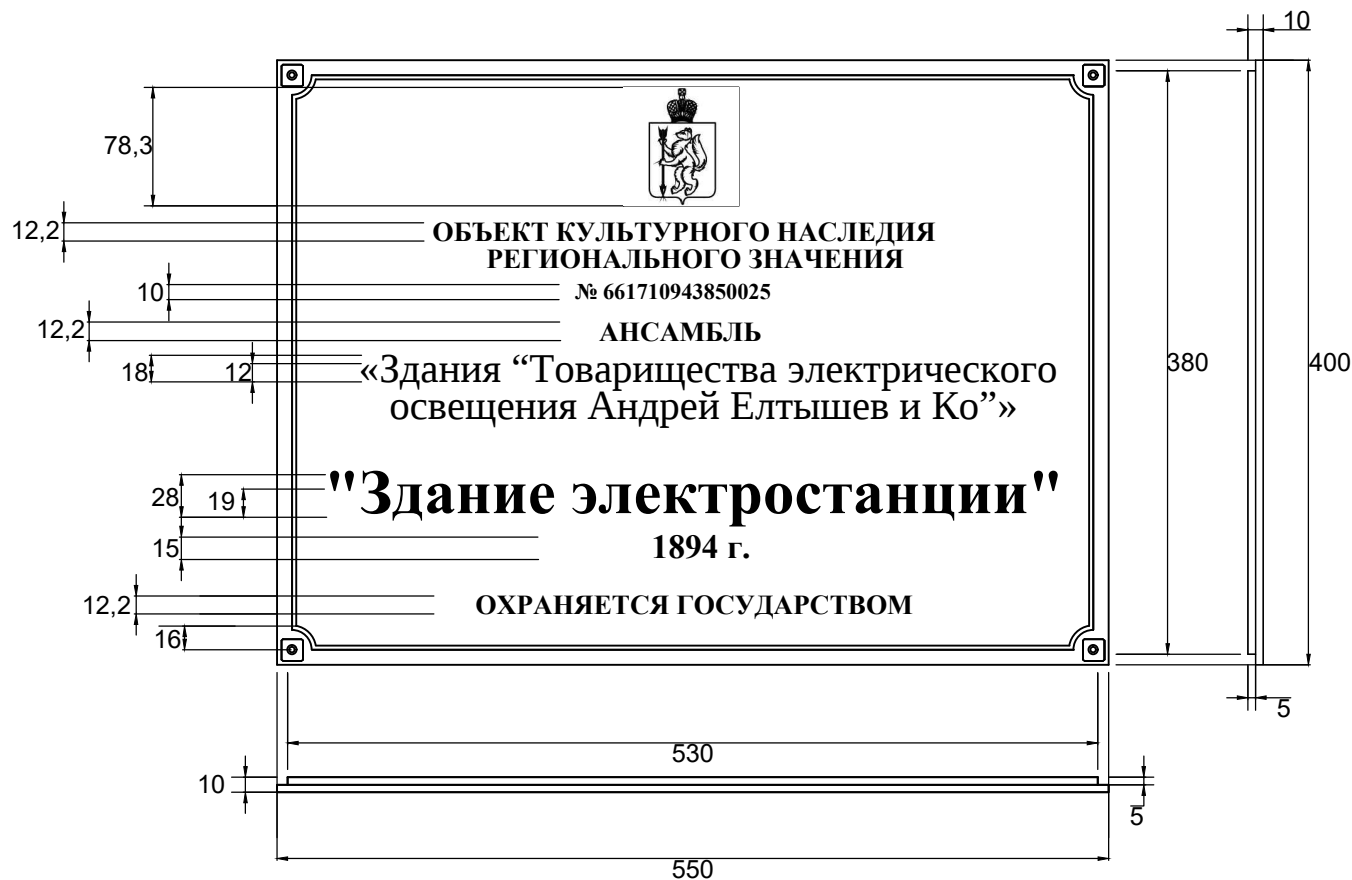 10
78,3
12,2
ОБЪЕКТ КУЛЬТУРНОГО НАСЛЕДИЯ
РЕГИОНАЛЬНОГО ЗНАЧЕНИЯ
10
№ 661710943850025
12,2
АНСАМБЛЬ
18
12
«Здания “Товарищества электрического
освещения Андрей Елтышев и Ко”»
380
400
28
19
"Здание электростанции"
15
1894 г.
12,2
ОХРАНЯЕТСЯ ГОСУДАРСТВОМ
16
5
530
10
5
550